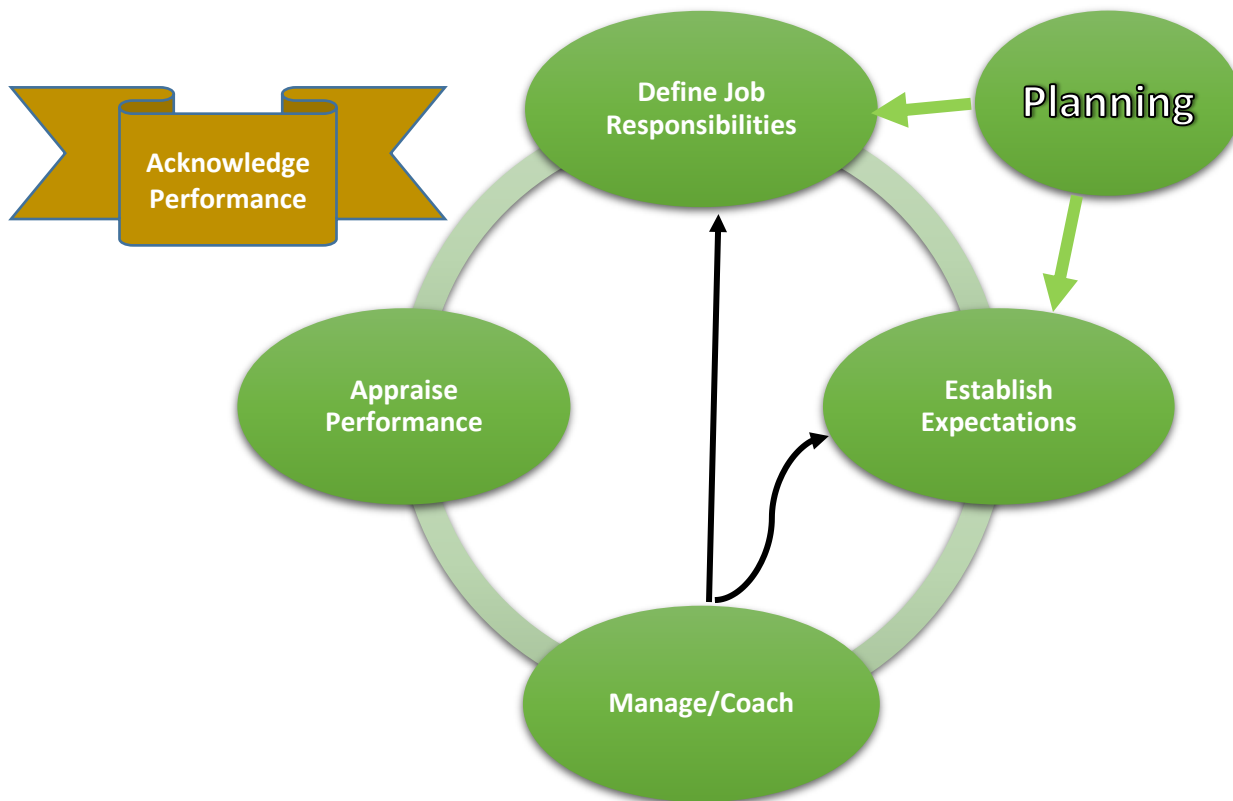 Define Job
Responsibilities
Planning
Acknowledge
Performance
Appraise
Performance
Establish
Expectations
Manage/Coach